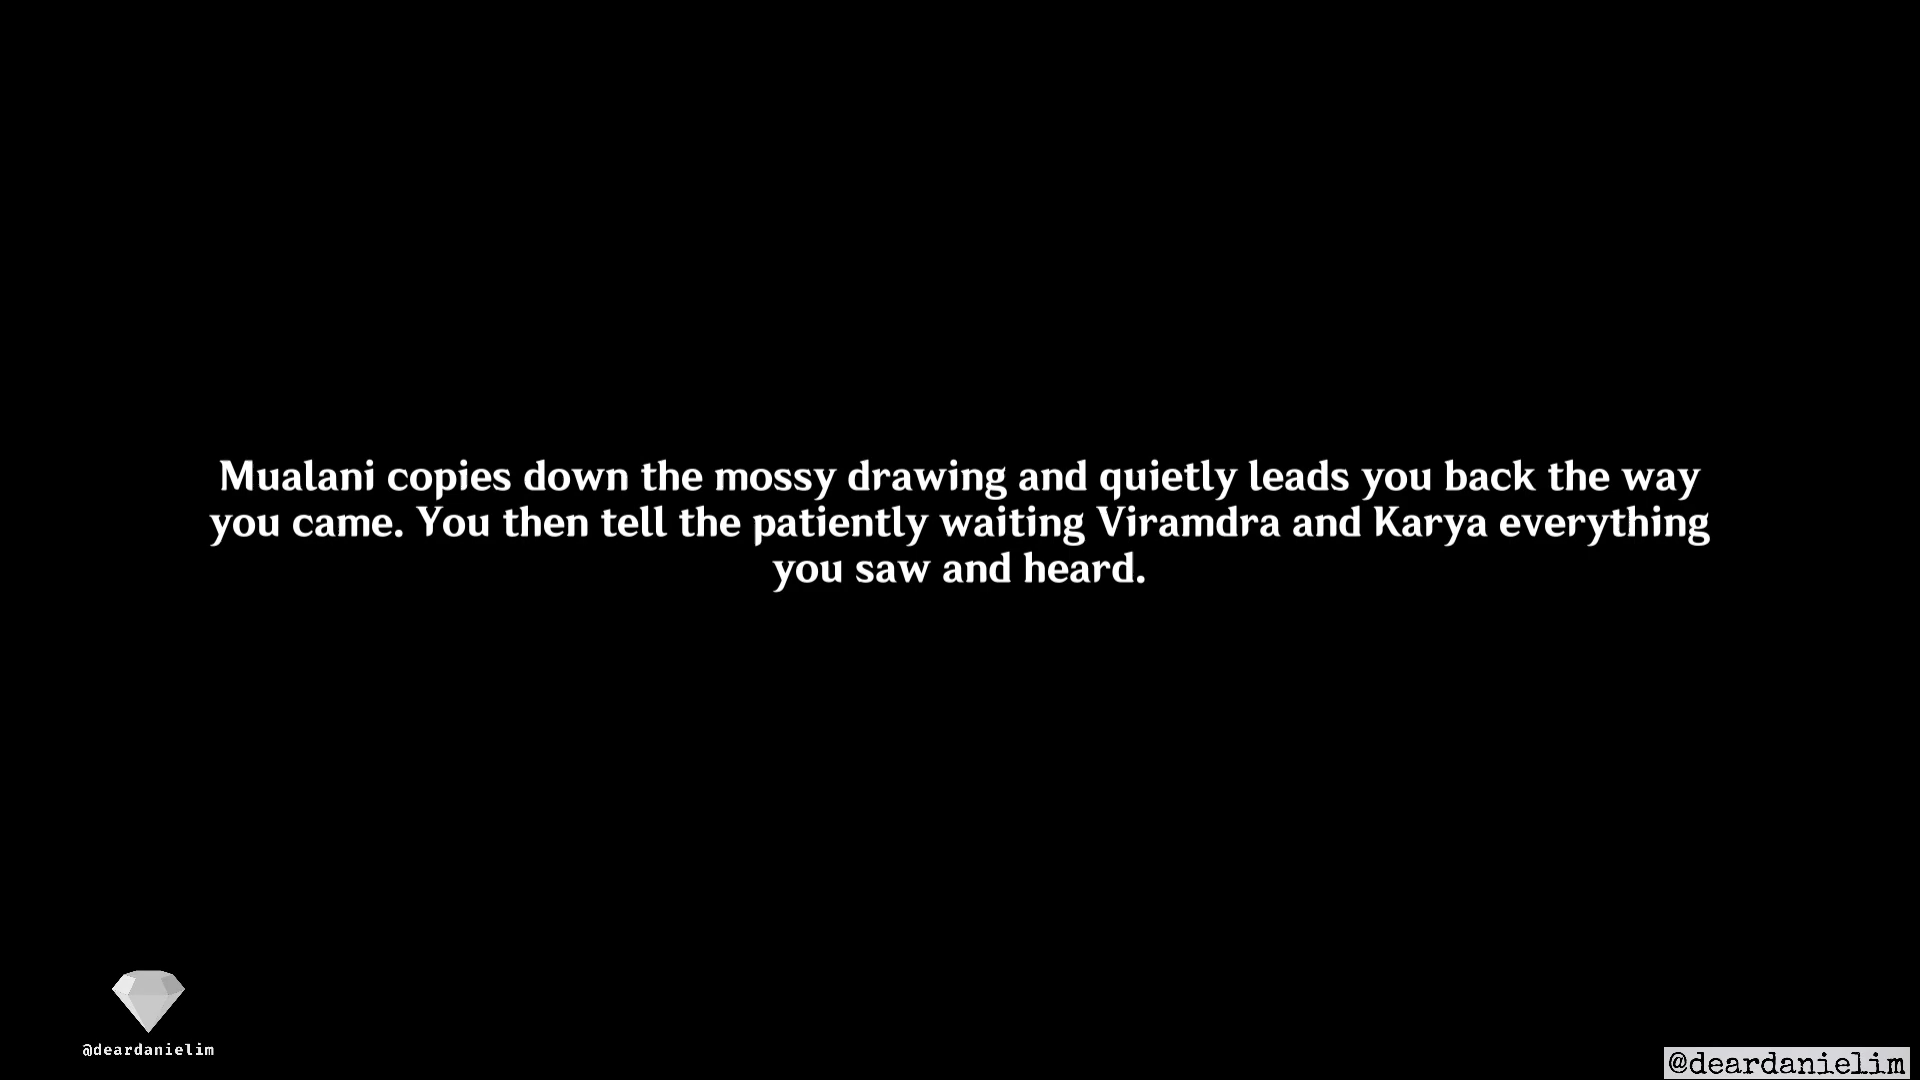 Mualani copies down the mossy drawing and quietly leads you back the way
you came. You then tell the patiently waiting Viramdra and Karya everything
you saw and heard.
@deardanielim
@deardanielim